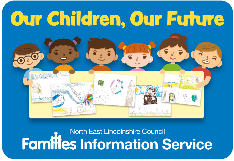 Our Children, Our Future
North East Lincolnshire Council
Families Information Service